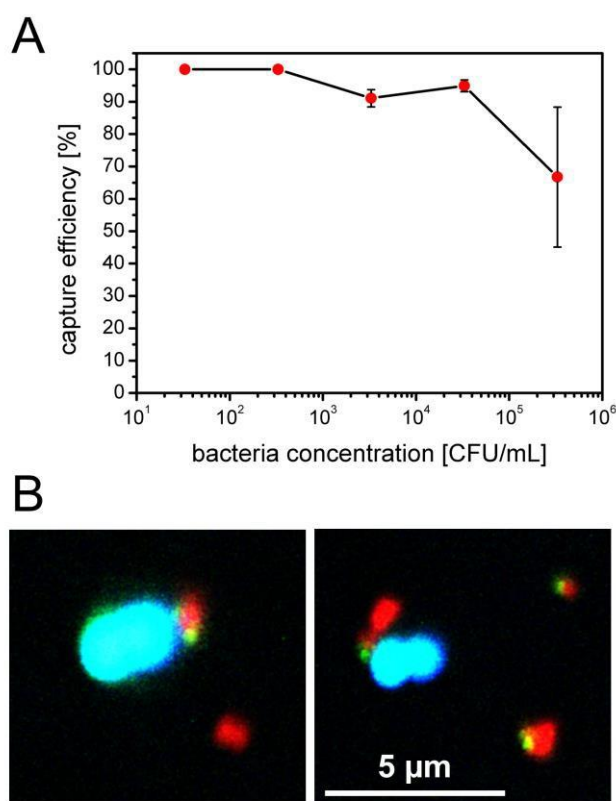 A
100
90
80
70
60
50
40
30
20
10
0
capture efficiency [%]
10¹ 10² 10³ 10⁴ 10⁵ 10⁶
bacteria concentration [CFU/mL]
B
5 µm